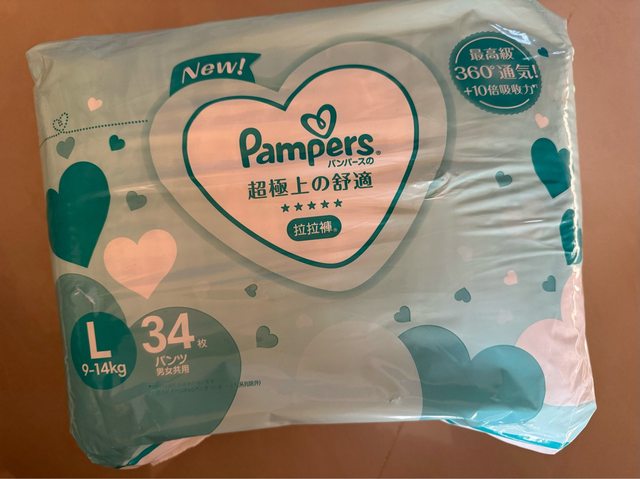 New!
最高級※
360°通気!
+10倍吸收力
Pampers®
パンパースの
超極上の舒適
★★★★★
拉拉褲®
L
9-14kg
34枚
パンツ
男女共用